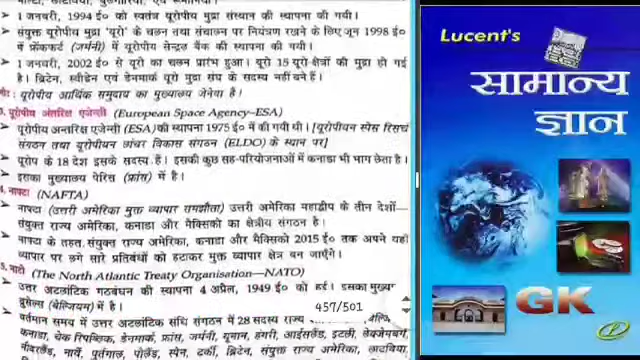 ➤ 1 जनवरी, 1994 ई० को स्वतंत्र यूरोपीय मुद्रा संस्थान की स्थापना की गयी।
➤ संयुक्त यूरोपीय मुद्रा 'यूरो' के चलन तथा संचालन पर नियंत्रण रखने के लिए जून 1998 ई०
में फ्रैंकफर्ट (जर्मनी) में यूरोपीय सेन्ट्रल बैंक की स्थापना की गयी।
➤ 1 जनवरी, 2002 ई० से यूरो का चलन प्रारंभ हुआ। यूरो 15 यूरो-क्षेत्रों की मुद्रा हो गई
है। ब्रिटेन, स्वीडेन एवं डेनमार्क यूरो मुद्रा संघ के सदस्य नहीं बने हैं।
यूरोपीय आर्थिक समुदाय का मुख्यालय जेनेवा है।
3. यूरोपीय अंतरिक्ष एजेन्सी (European Space Agency–ESA)
➤ यूरोपीय अन्तरिक्ष एजेन्सी (ESA) की स्थापना 1975 ई० में की गयी थी। [यूरोपीयन स्पेस रिसर्च
संगठन तथा यूरोपीयन लांचर विकास संगठन (ELDO) के स्थान पर]
➤ यूरोप के 18 देश इसके सदस्य हैं। इसकी कुछ सह-परियोजनाओं में कनाडा भी भाग लेता है।
➤ इसका मुख्यालय पेरिस (फ्रांस) में है।
4. नाफ्टा (NAFTA)
➤ नाफ्टा (उत्तरी अमेरिका मुक्त व्यापार समझौता) उत्तरी अमेरिका महाद्वीप के तीन देशों—
संयुक्त राज्य अमेरिका, कनाडा और मैक्सिको का क्षेत्रीय संगठन है।
➤ नाफ्टा के तहत संयुक्त राज्य अमेरिका, कनाडा और मैक्सिको 2015 ई० तक अपने यहाँ
व्यापार पर लगे सारे प्रतिबंधों को हटाकर मुक्त व्यापार क्षेत्र बन जाएँगे।
5. नाटो (The North Atlantic Treaty Organisation—NATO)
➤ उत्तर अटलांटिक गठबंधन की स्थापना 4 अप्रैल, 1949 ई० को हुई। इसका
ब्रुसेल्स (बेल्जियम) में है।
➤ वर्तमान समय में उत्तर अटलांटिक संधि संगठन में 28 सदस्य राज्य
कनाडा, चेक रिपब्लिक, डेनमार्क, फ्रांस, जर्मनी, यूनान, हंगरी, आईसलैंड, इटली, लेक्जेमबर्ग,
नीदरलैंड, नार्वे, पुर्तगाल, पोलैंड, स्पेन, टर्की, ब्रिटेन, संयुक्त राज्य अमेरिका, लाटविया,
457/501
Lucent's
सामान्य
ज्ञान
GK